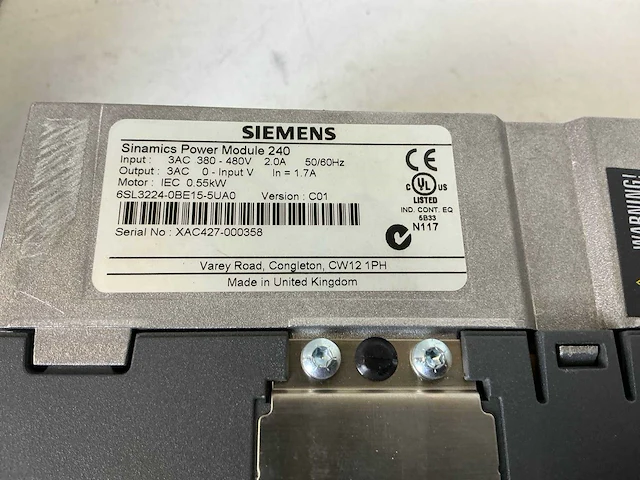 SIEMENS
Sinamics Power Module 240
Input : 3AC 380 - 480V 2.0A 50/60Hz
Output : 3AC 0 - Input V In = 1.7A
Motor : IEC 0.55kW
6SL3224-0BE15-5UA0 Version : C01
Serial No : XAC427-000358
CE
C UL US
LISTED
IND. CONT. EQ
5B33
N117
Varey Road, Congleton, CW12 1PH
Made in United Kingdom
WARNING!